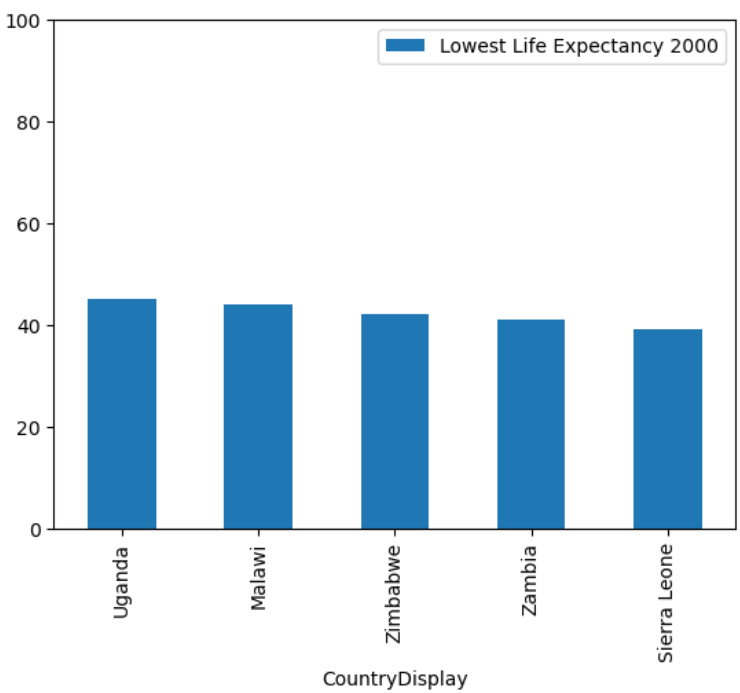 100
Lowest Life Expectancy 2000
80
60
40
20
0
Uganda
Malawi
Zimbabwe
Zambia
Sierra Leone
CountryDisplay